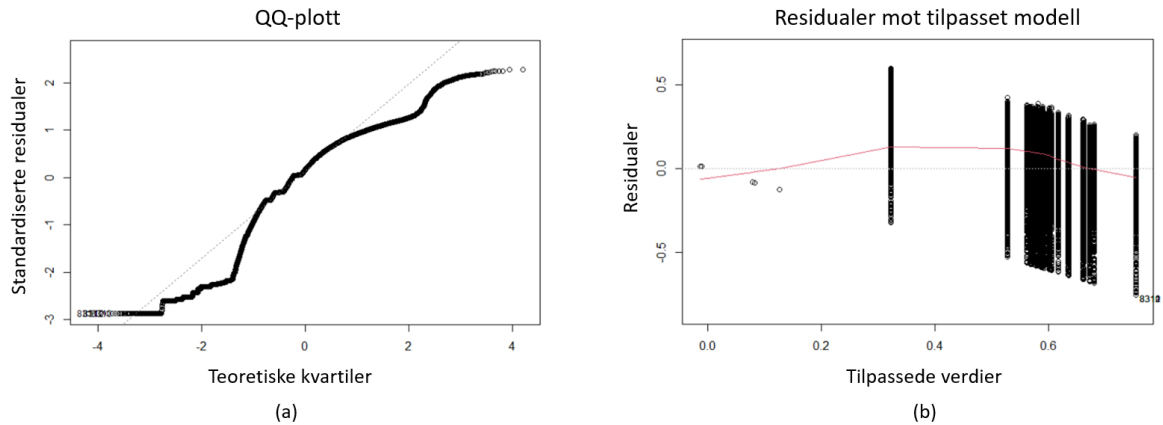 QQ-plott
Standardiserte residualer
2
1
0
-1
-2
-3
-4
-2
0
2
4
Teoretiske kvartiler
(a)
Residualer mot tilpasset modell
Residualer
0.5
0.0
-0.5
0.0
0.2
0.4
0.6
Tilpassede verdier
(b)